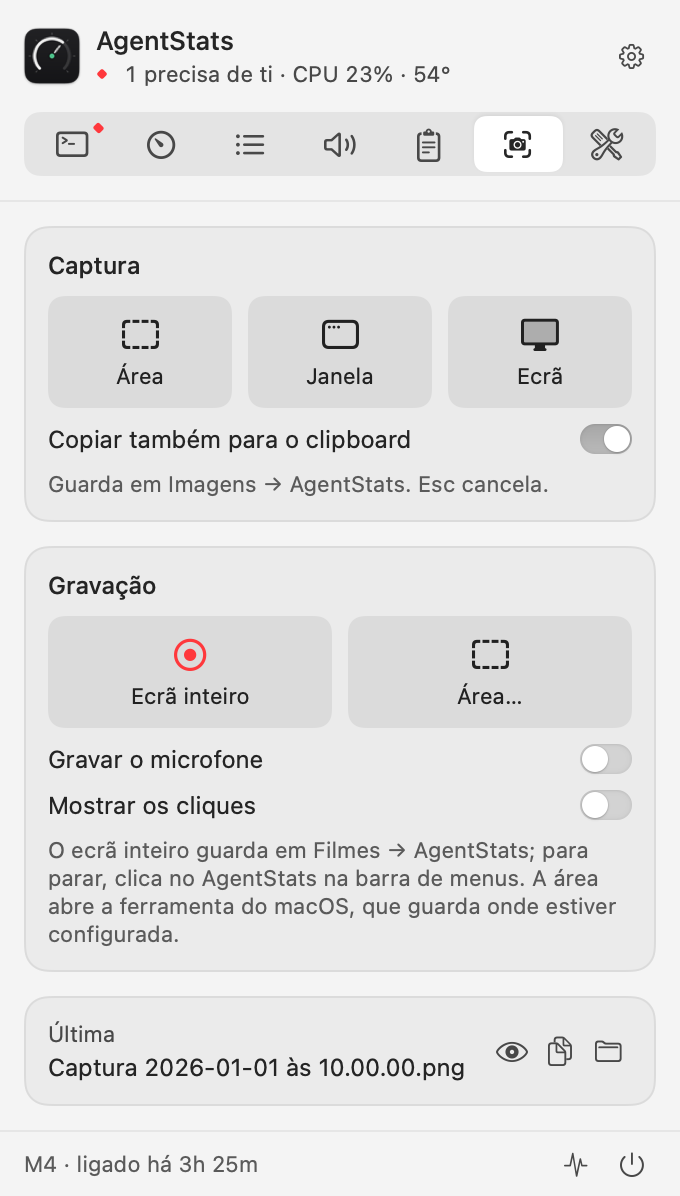 AgentStats
1 precisa de ti · CPU 23% · 54°
Captura
Área
Janela
Ecrã
Copiar também para o clipboard
Guarda em Imagens → AgentStats. Esc cancela.
Gravação
Ecrã inteiro
Área...
Gravar o microfone
Mostrar os cliques
O ecrã inteiro guarda em Filmes → AgentStats; para
parar, clica no AgentStats na barra de menus. A área
abre a ferramenta do macOS, que guarda onde estiver
configurada.
Última
Captura 2026-01-01 às 10.00.00.png
M4 · ligado há 3h 25m